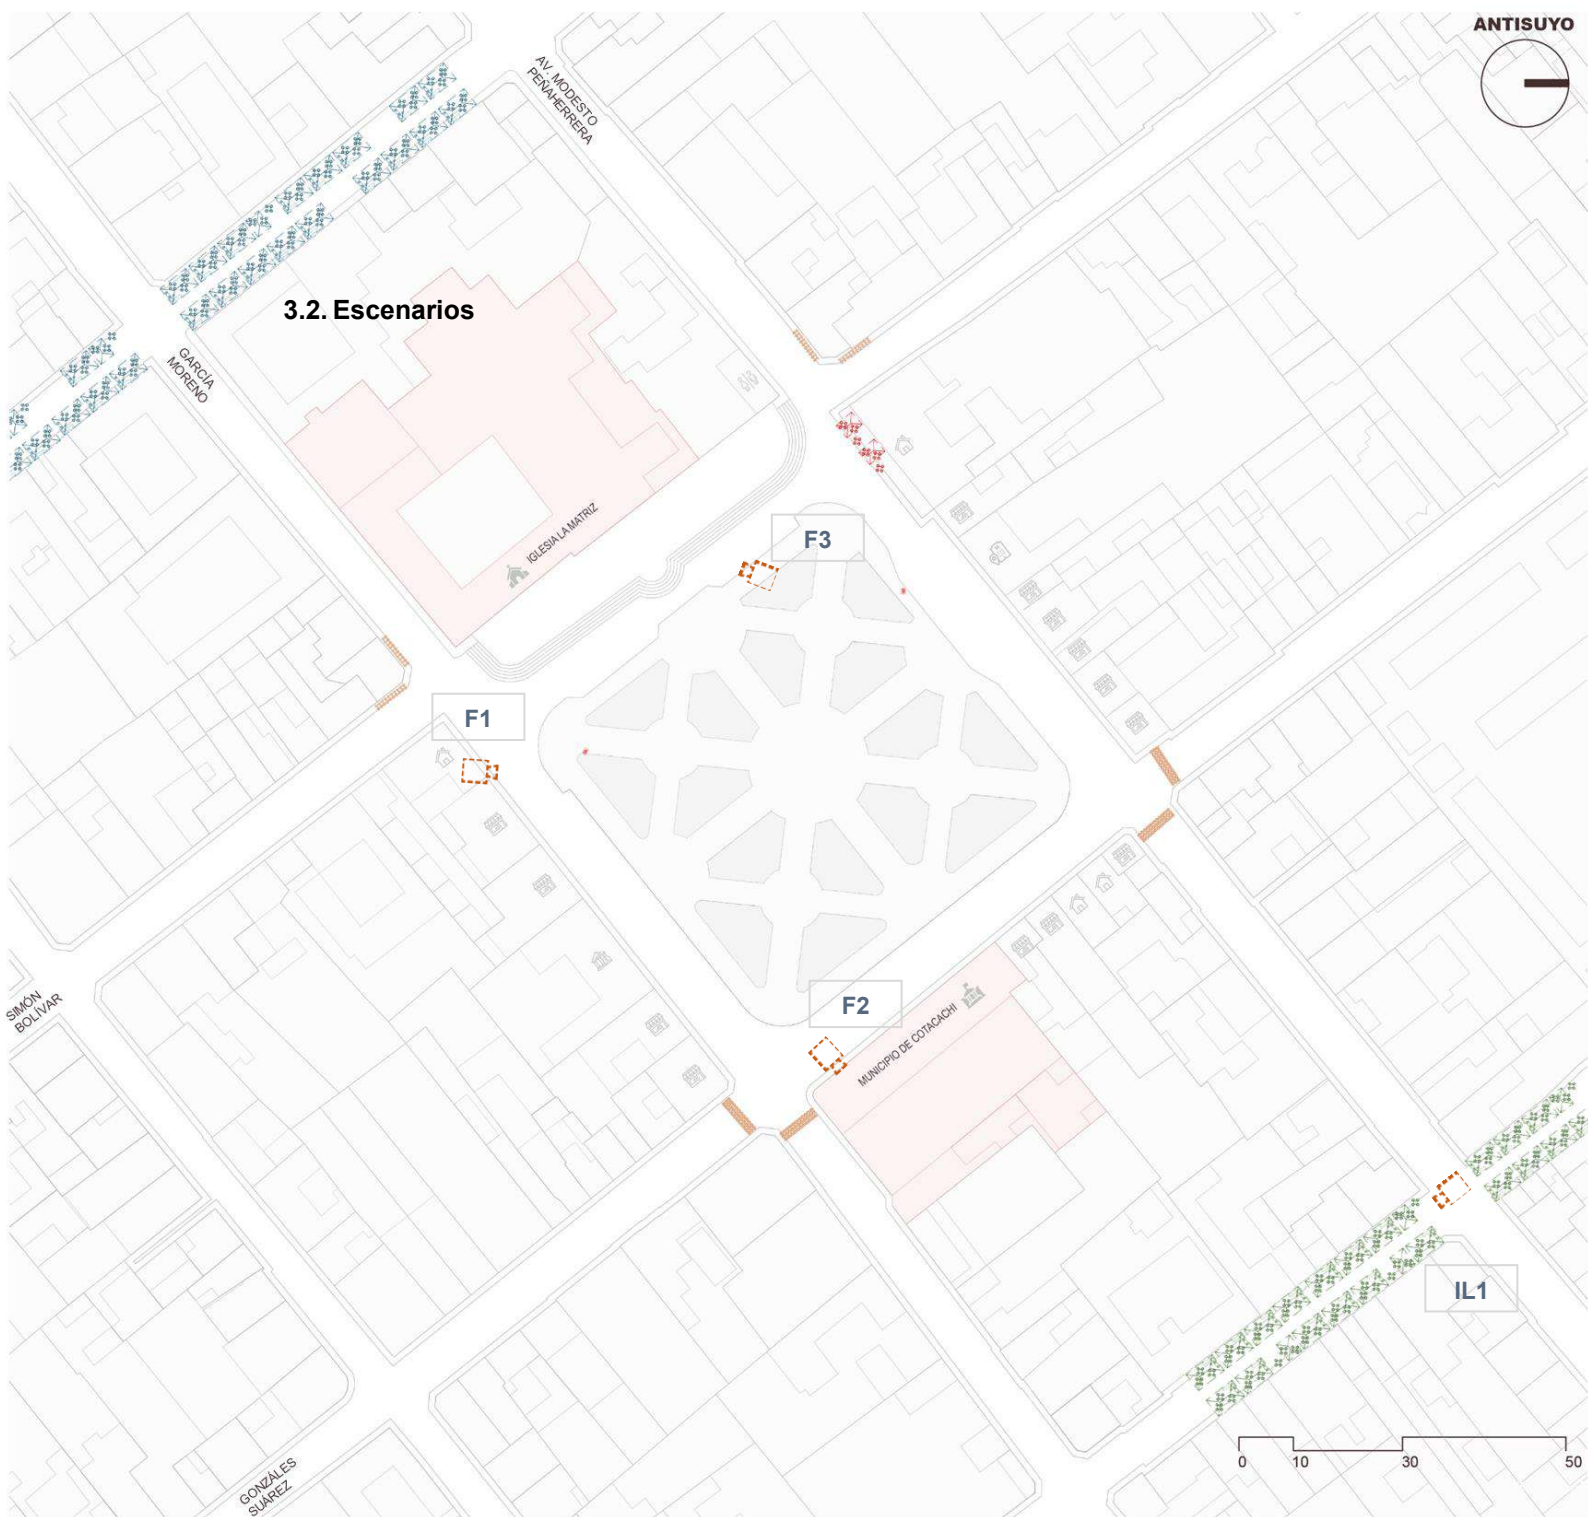 ANTISUYO
AV. MODESTO
PEÑAHERRERA
3.2. Escenarios
GARCÍA
MORENO
IGLESIA LA MATRIZ
F3
F1
SIMÓN
BOLÍVAR
F2
MUNICIPIO DE COTACACHI
IL1
0 10 30 50
GONZÁLES
SUÁREZ